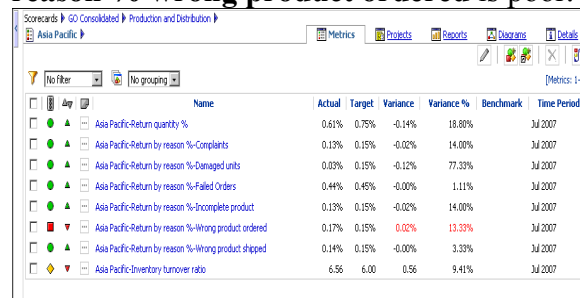 reason % wrong product ordered is poor.
Scorecards GO Consolidated Production and Distribution
Asia Pacific Metrics Projects Reports Diagrams Details
No filter No grouping [Metrics: 1-
Name Actual Target Variance Variance % Benchmark Time Period
Asia Pacific-Return quantity % 0.61% 0.75% -0.14% 18.80% Jul 2007
Asia Pacific-Return by reason %-Complaints 0.13% 0.15% -0.02% 14.00% Jul 2007
Asia Pacific-Return by reason %-Damaged units 0.03% 0.15% -0.12% 77.33% Jul 2007
Asia Pacific-Return by reason %-Failed Orders 0.44% 0.45% -0.00% 1.11% Jul 2007
Asia Pacific-Return by reason %-Incomplete product 0.13% 0.15% -0.02% 14.00% Jul 2007
Asia Pacific-Return by reason %-Wrong product ordered 0.17% 0.15% 0.02% 13.33% Jul 2007
Asia Pacific-Return by reason %-Wrong product shipped 0.14% 0.15% -0.00% 3.33% Jul 2007
Asia Pacific-Inventory turnover ratio 6.56 6.00 0.56 9.41% Jul 2007